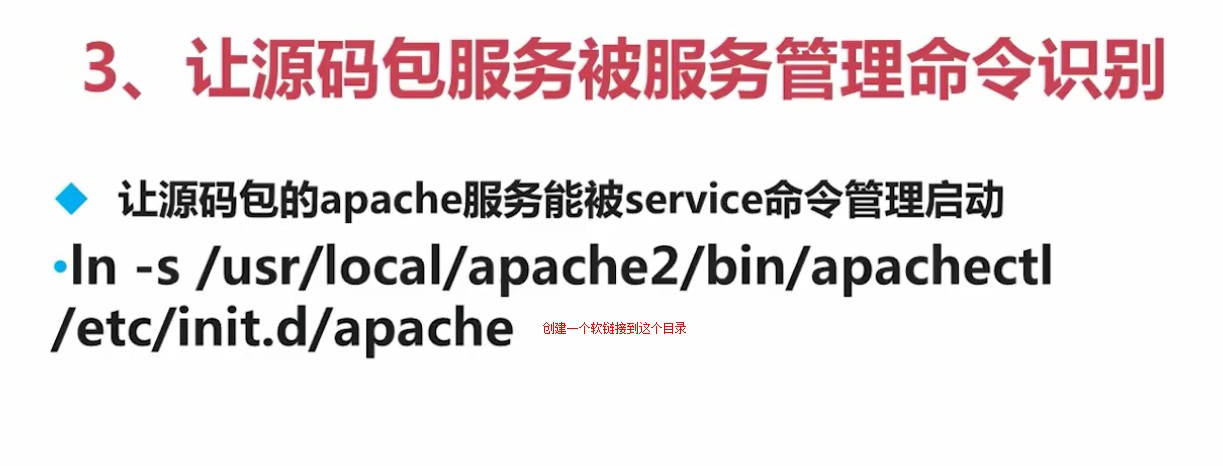 3、让源码包服务被服务管理命令识别
◆ 让源码包的apache服务能被service命令管理启动
•ln -s /usr/local/apache2/bin/apachectl
/etc/init.d/apache 创建一个软链接到这个目录